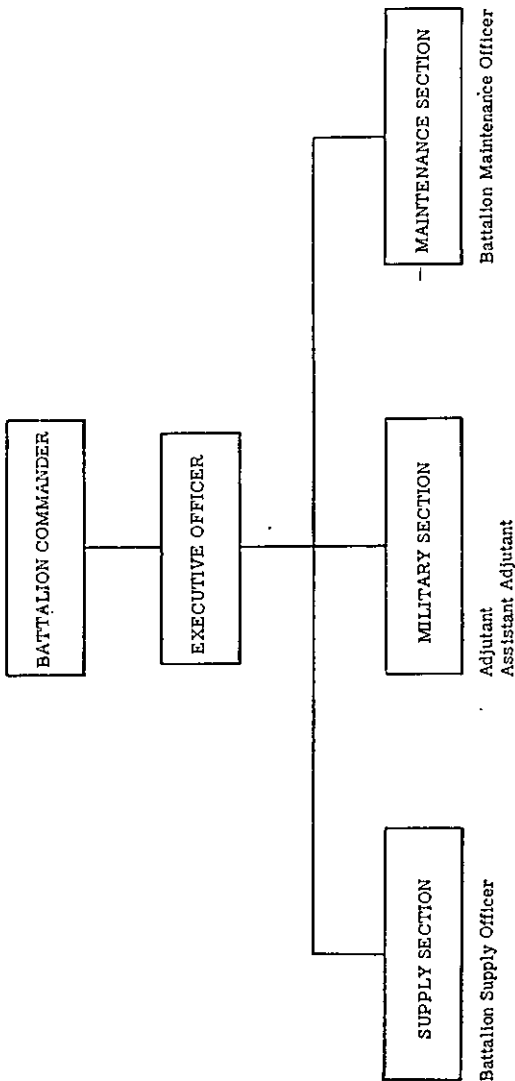 BATTALION COMMANDER
EXECUTIVE OFFICER
SUPPLY SECTION
Battalion Supply Officer
MILITARY SECTION
Adjutant
Assistant Adjutant
MAINTENANCE SECTION
Battalion Maintenance Officer